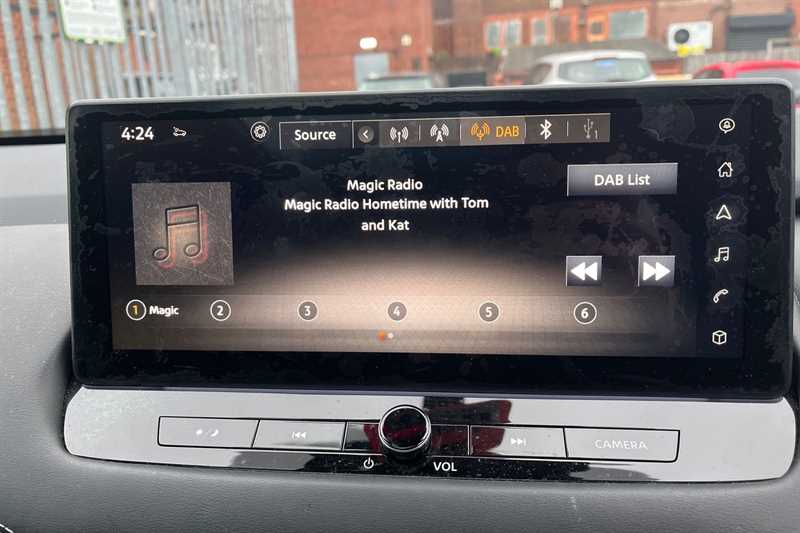 4:24
Source
DAB
1
Magic Radio
Magic Radio Hometime with Tom
and Kat
DAB List
1 Magic
2
3
4
5
6
CAMERA
VOL